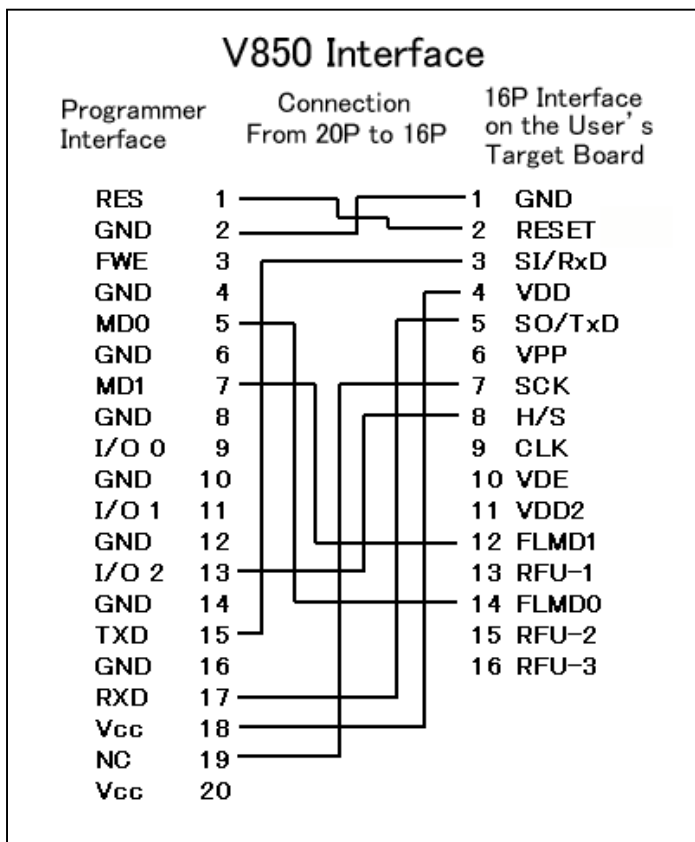 V850 Interface
Programmer
Interface
Connection
From 20P to 16P
16P Interface
on the User's
Target Board
RES 1 1 GND
GND 2 2 RESET
FWE 3 3 SI/RxD
GND 4 4 VDD
MD0 5 5 SO/TxD
GND 6 6 VPP
MD1 7 7 SCK
GND 8 8 H/S
I/O 0 9 9 CLK
GND 10 10 VDE
I/O 1 11 11 VDD2
GND 12 12 FLMD1
I/O 2 13 13 RFU-1
GND 14 14 FLMD0
TXD 15 15 RFU-2
GND 16 16 RFU-3
RXD 17
Vcc 18
NC 19
Vcc 20